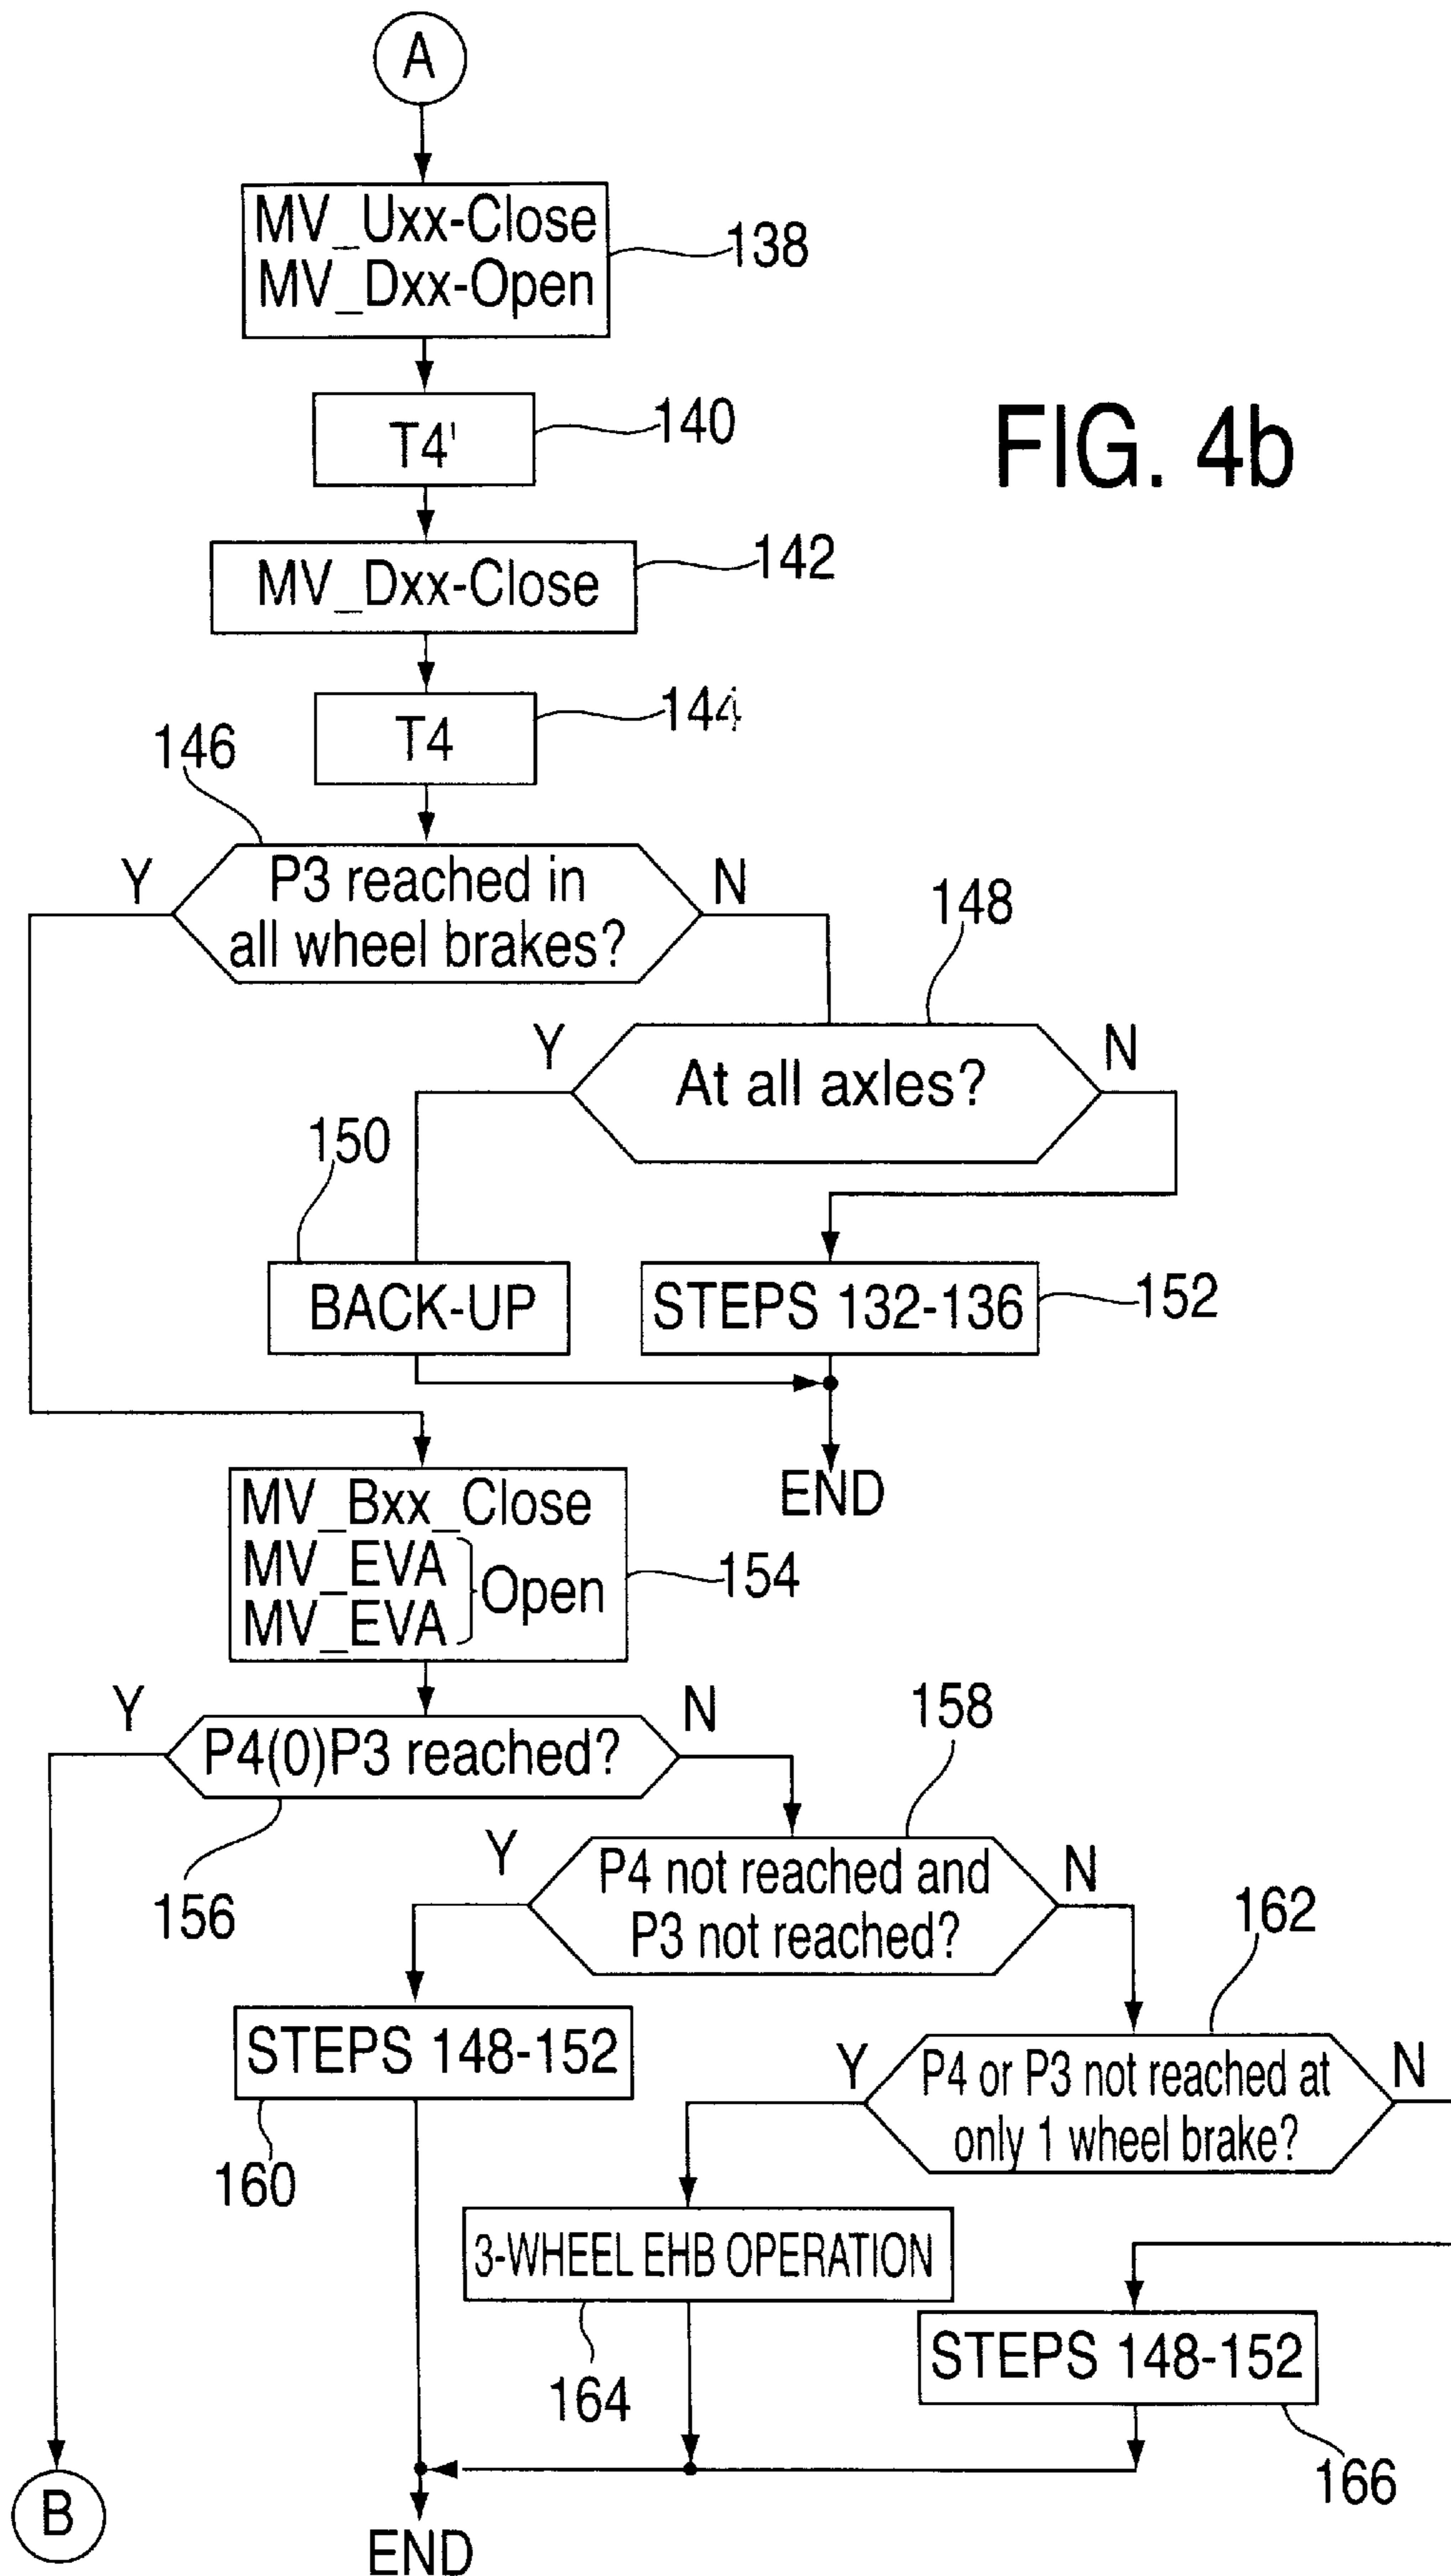 A
MV_Uxx-Close
MV_Dxx-Open
138
FIG. 4b
T4'
140
MV_Dxx-Close
142
T4
144
146
Y
P3 reached in
all wheel brakes?
N
148
Y
At all axles?
N
150
BACK-UP
STEPS 132-136
152
END
MV_Bxx_Close
MV_EVA
MV_EVA
Open
154
Y
P4(0)P3 reached?
N
156
158
Y
P4 not reached and
P3 not reached?
N
STEPS 148-152
160
162
Y
P4 or P3 not reached at
only 1 wheel brake?
N
3-WHEEL EHB OPERATION
164
STEPS 148-152
166
B
END